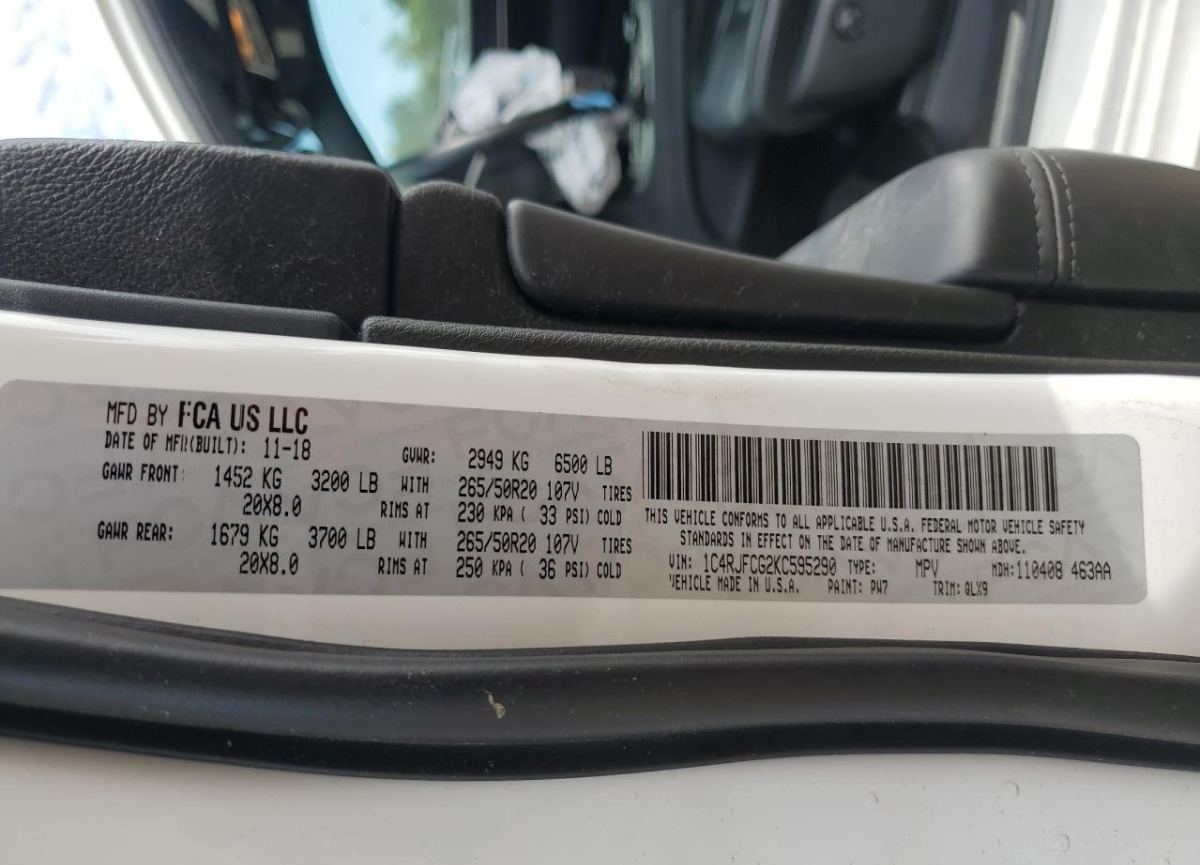 MFD BY FCA US LLC
DATE OF MFR(BUILT): 11-18 GVWR: 2949 KG 6500 LB
GAWR FRONT: 1452 KG 3200 LB WITH 265/50R20 107V TIRES
20X8.0 RIMS AT 230 KPA ( 33 PSI) COLD
GAWR REAR: 1679 KG 3700 LB WITH 265/50R20 107V TIRES
20X8.0 RIMS AT 250 KPA ( 36 PSI) COLD
THIS VEHICLE CONFORMS TO ALL APPLICABLE U.S.A. FEDERAL MOTOR VEHICLE SAFETY
STANDARDS IN EFFECT ON THE DATE OF MANUFACTURE SHOWN ABOVE.
VIN: 1C4RJFCG2KC595290 TYPE: MPV MDH:110408 463AA
VEHICLE MADE IN U.S.A. PAINT: PW7 TRIM: QLX9